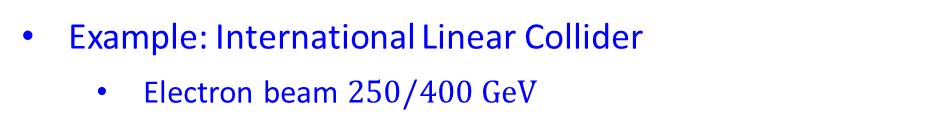 • Example: International Linear Collider
• Electron beam 250/400 GeV